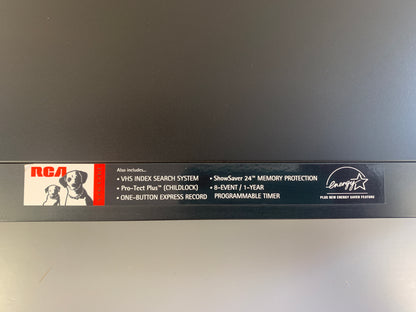 RCA
Also includes...
• VHS INDEX SEARCH SYSTEM
• Pro-Tect Plus™ (CHILDLOCK)
• ONE-BUTTON EXPRESS RECORD
• ShowSaver 24™ MEMORY PROTECTION
• 8-EVENT / 1-YEAR
PROGRAMMABLE TIMER
energy
PLUS NEW ENERGY SAVER FEATURE